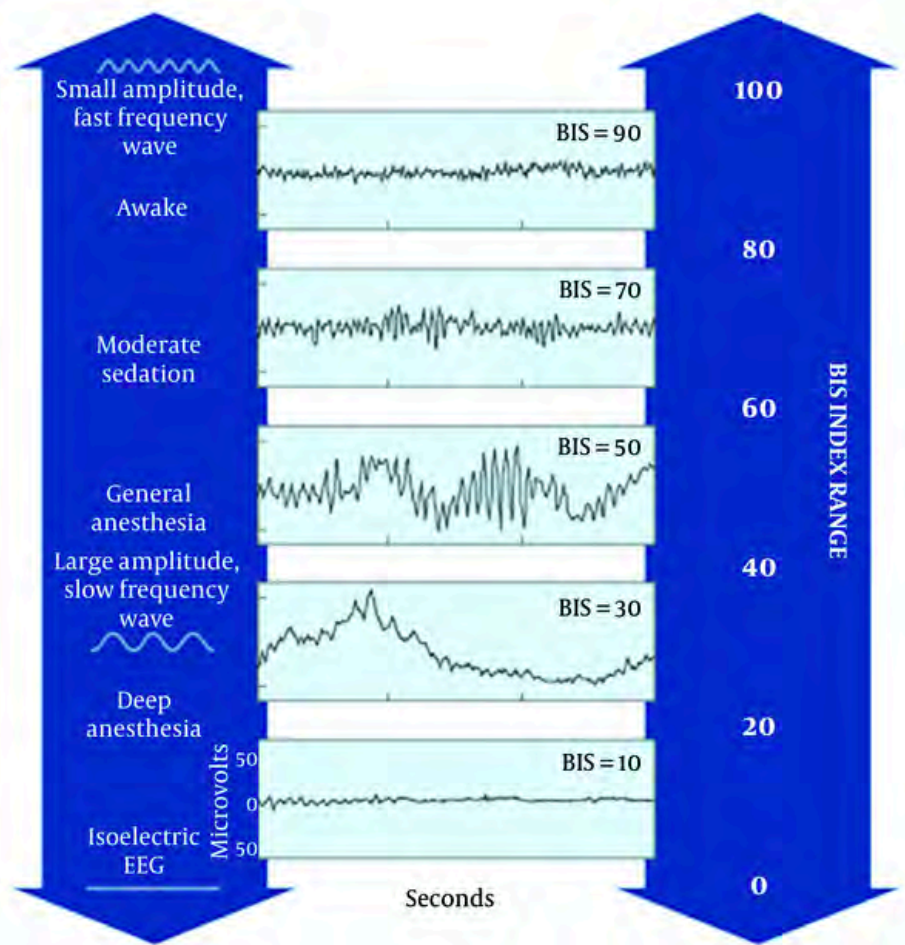 Small amplitude,
fast frequency
wave
Awake
Moderate
sedation
General
anesthesia
Large amplitude,
slow frequency
wave
Deep
anesthesia
Isoelectric
EEG
BIS = 90
BIS = 70
BIS = 50
BIS = 30
BIS = 10
Microvolts
50
0
50
Seconds
100
80
60
40
20
0
BIS INDEX RANGE